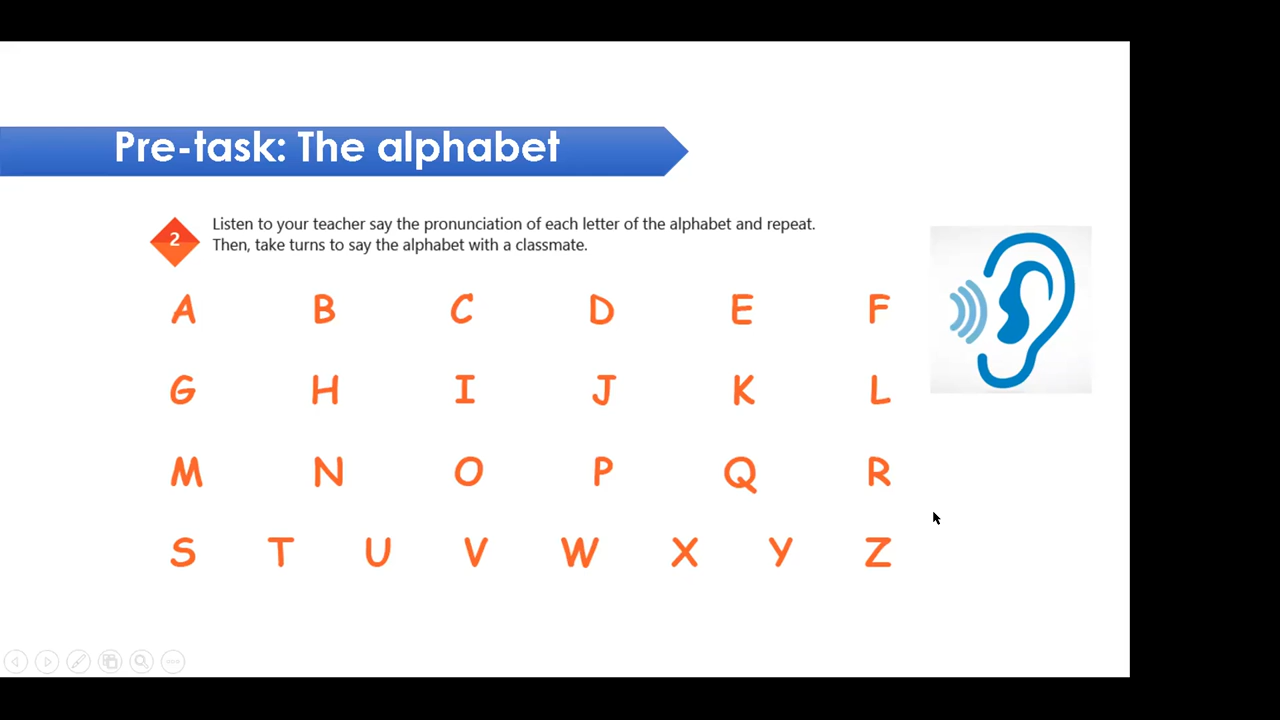 Pre-task: The alphabet
2
Listen to your teacher say the pronunciation of each letter of the alphabet and repeat.
Then, take turns to say the alphabet with a classmate.
A B C D E F
G H I J K L
M N O P Q R
S T U V W X Y Z